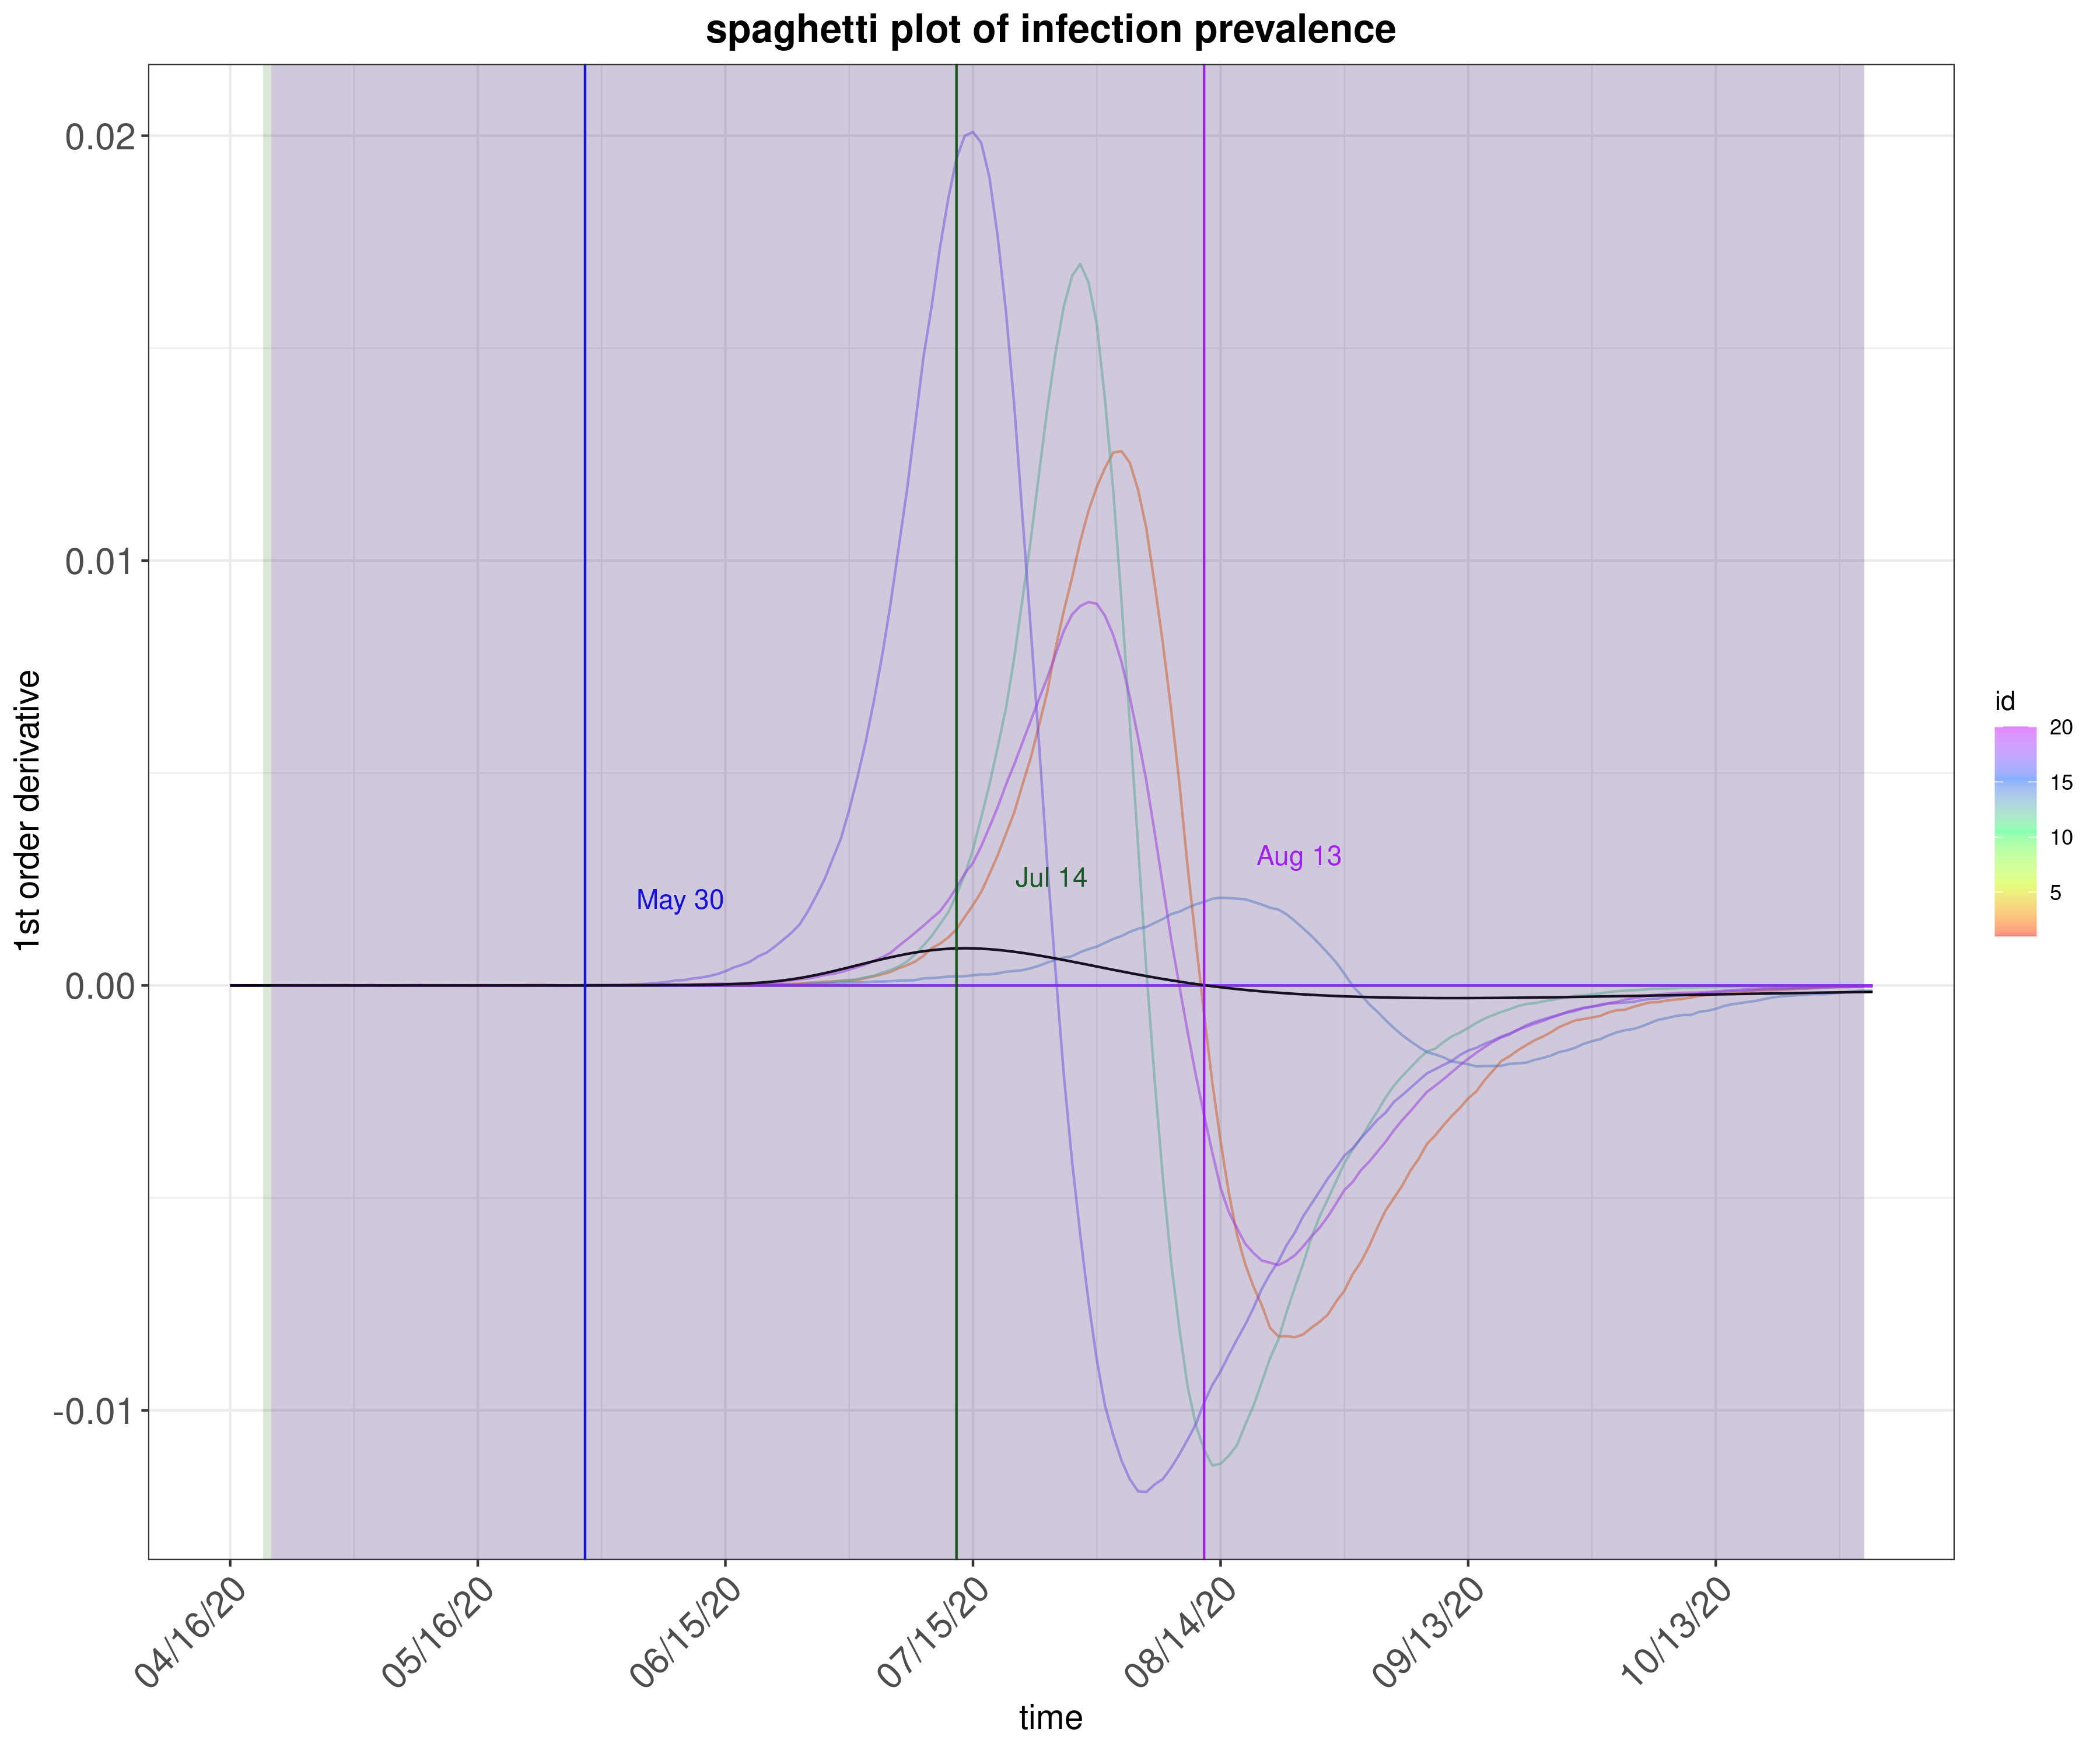 spaghetti plot of infection prevalence
0.02
0.01
0.00
-0.01
1st order derivative
May 30
Jul 14
Aug 13
04/16/20
05/16/20
06/15/20
07/15/20
08/14/20
09/13/20
10/13/20
time
id
20
15
10
5